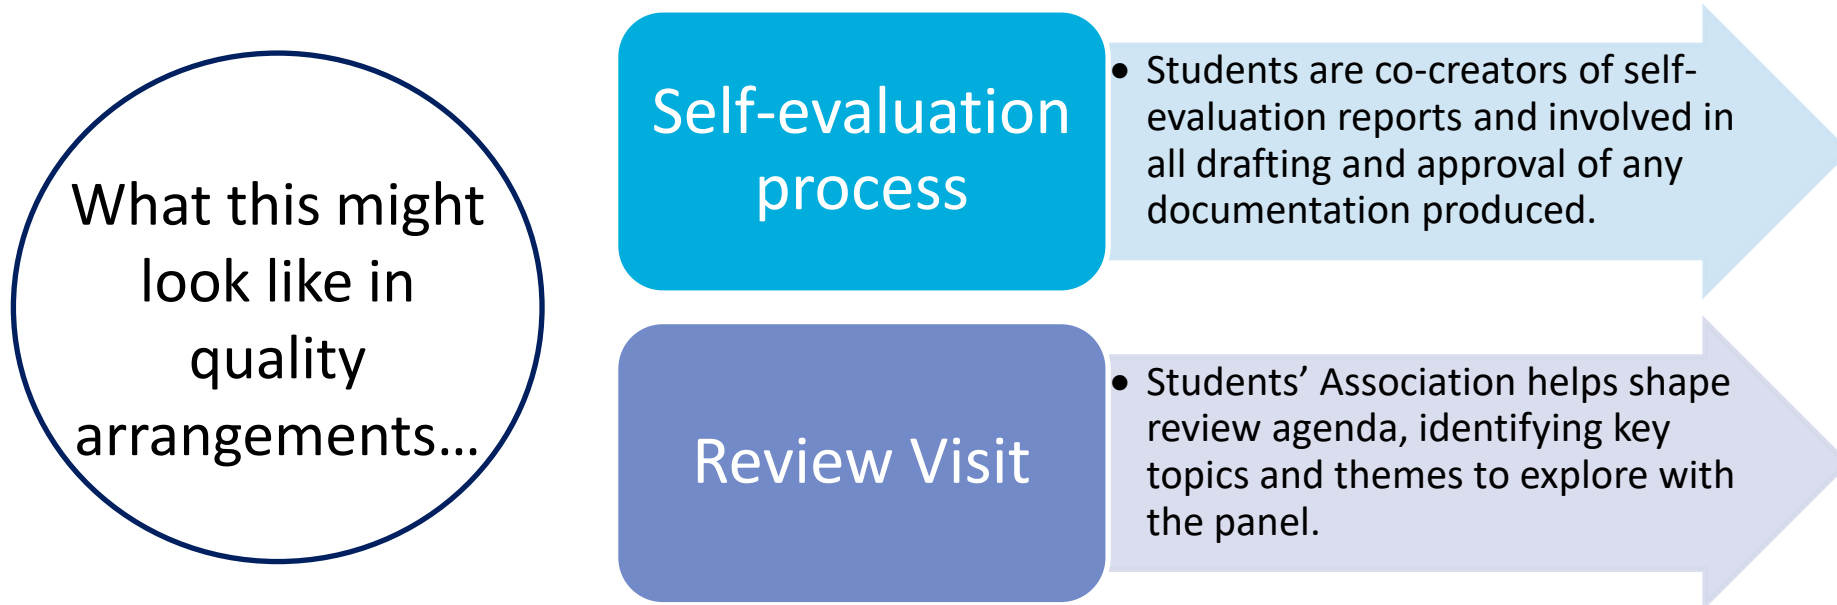 What this might
look like in
quality
arrangements…
Self-evaluation
process
• Students are co-creators of self-
evaluation reports and involved in
all drafting and approval of any
documentation produced.
Review Visit
• Students’ Association helps shape
review agenda, identifying key
topics and themes to explore with
the panel.